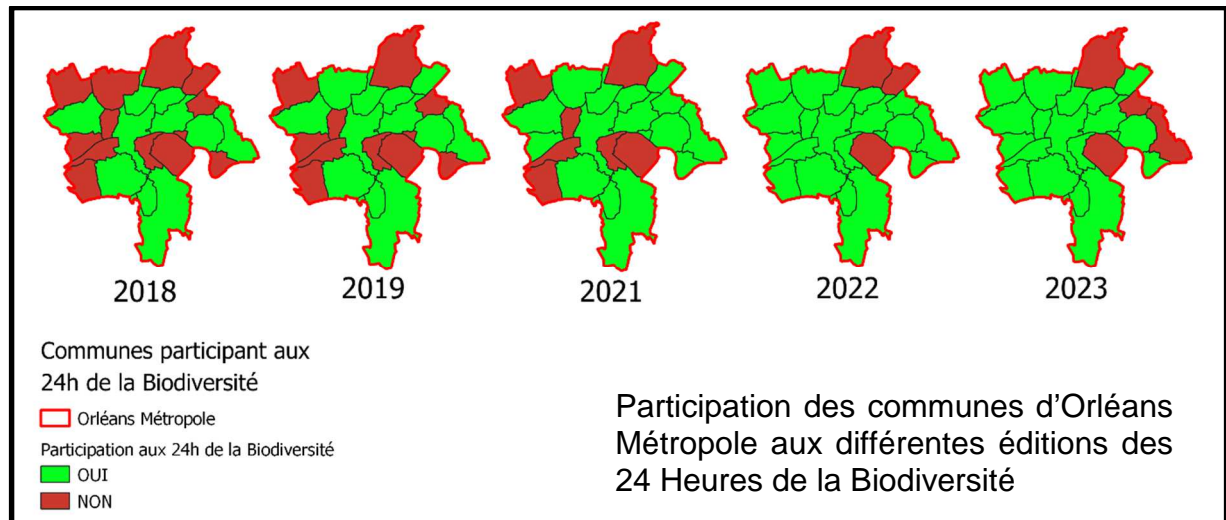 2018
2019
2021
2022
2023
Communes participant aux
24h de la Biodiversité
Orléans Métropole
Participation aux 24h de la Biodiversité
OUI
NON
Participation des communes d’Orléans
Métropole aux différentes éditions des
24 Heures de la Biodiversité